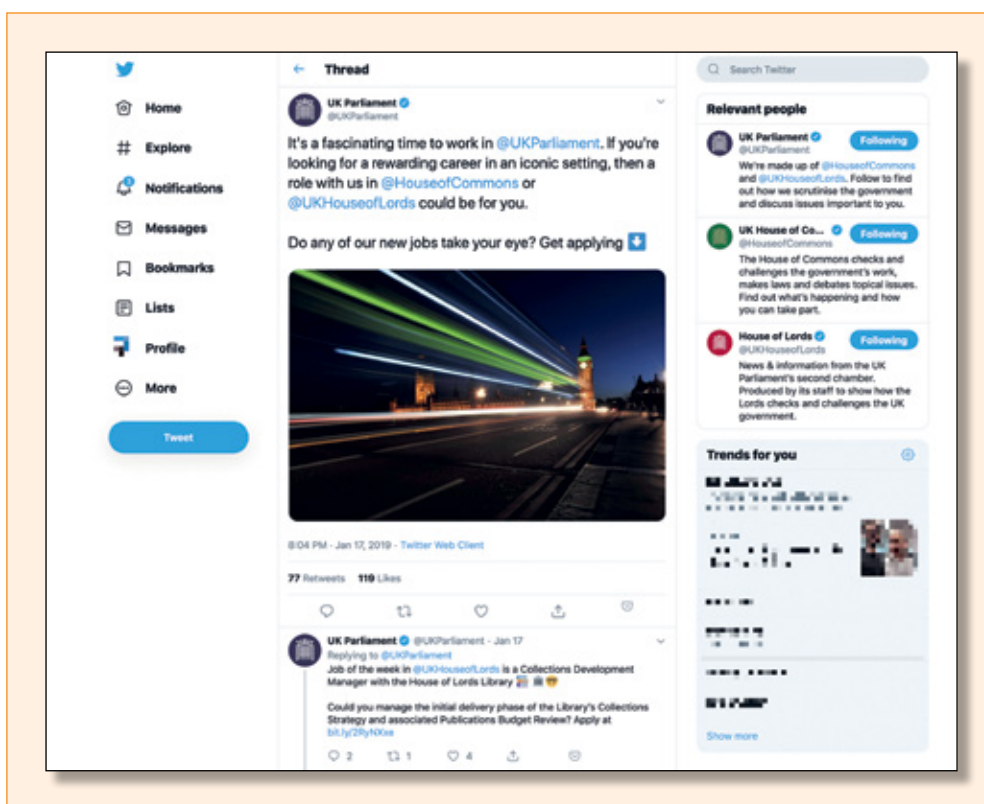 Home
Explore
Notifications
Messages
Bookmarks
Lists
Profile
More
Tweet
Thread
UK Parliament
@UKParliament
It's a fascinating time to work in @UKParliament. If you're
looking for a rewarding career in an iconic setting, then a
role with us in @HouseofCommons or
@UKHouseofLords could be for you.
Do any of our new jobs take your eye? Get applying ⬇️
8:04 PM - Jan 17, 2019 - Twitter Web Client
77 Retweets 119 Likes
UK Parliament @UKParliament - Jan 17
Replying to @UKParliament
Job of the week in @UKHouseofLords is a Collections Development
Manager with the House of Lords Library
Could you manage the initial delivery phase of the Library's Collections
Strategy and associated Publications Budget Review? Apply at
bit.ly/2RyNXxe
2 1 4
Search Twitter
Relevant people
UK Parliament Following
@UKParliament
We're made up of @HouseofCommons
and @UKHouseofLords. Follow to find
out how we scrutinise the government
and discuss issues important to you.
UK House of Co... Following
@HouseofCommons
The House of Commons checks and
challenges the government's work,
makes laws and debates topical issues.
Find out what's happening and how
you can take part.
House of Lords Following
@UKHouseofLords
News & information from the UK
Parliament's second chamber.
Produced by its staff to show how the
Lords checks and challenges the UK
government.
Trends for you
Show more